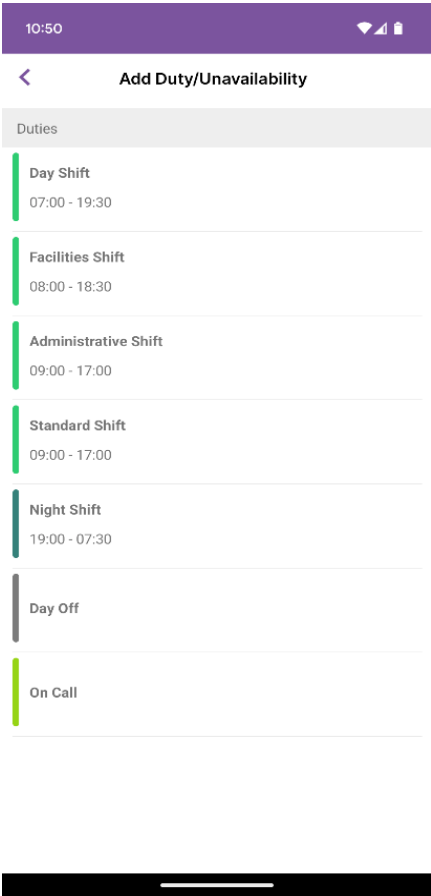 10:50
Add Duty/Unavailability
Duties
Day Shift
07:00 - 19:30
Facilities Shift
08:00 - 18:30
Administrative Shift
09:00 - 17:00
Standard Shift
09:00 - 17:00
Night Shift
19:00 - 07:30
Day Off
On Call